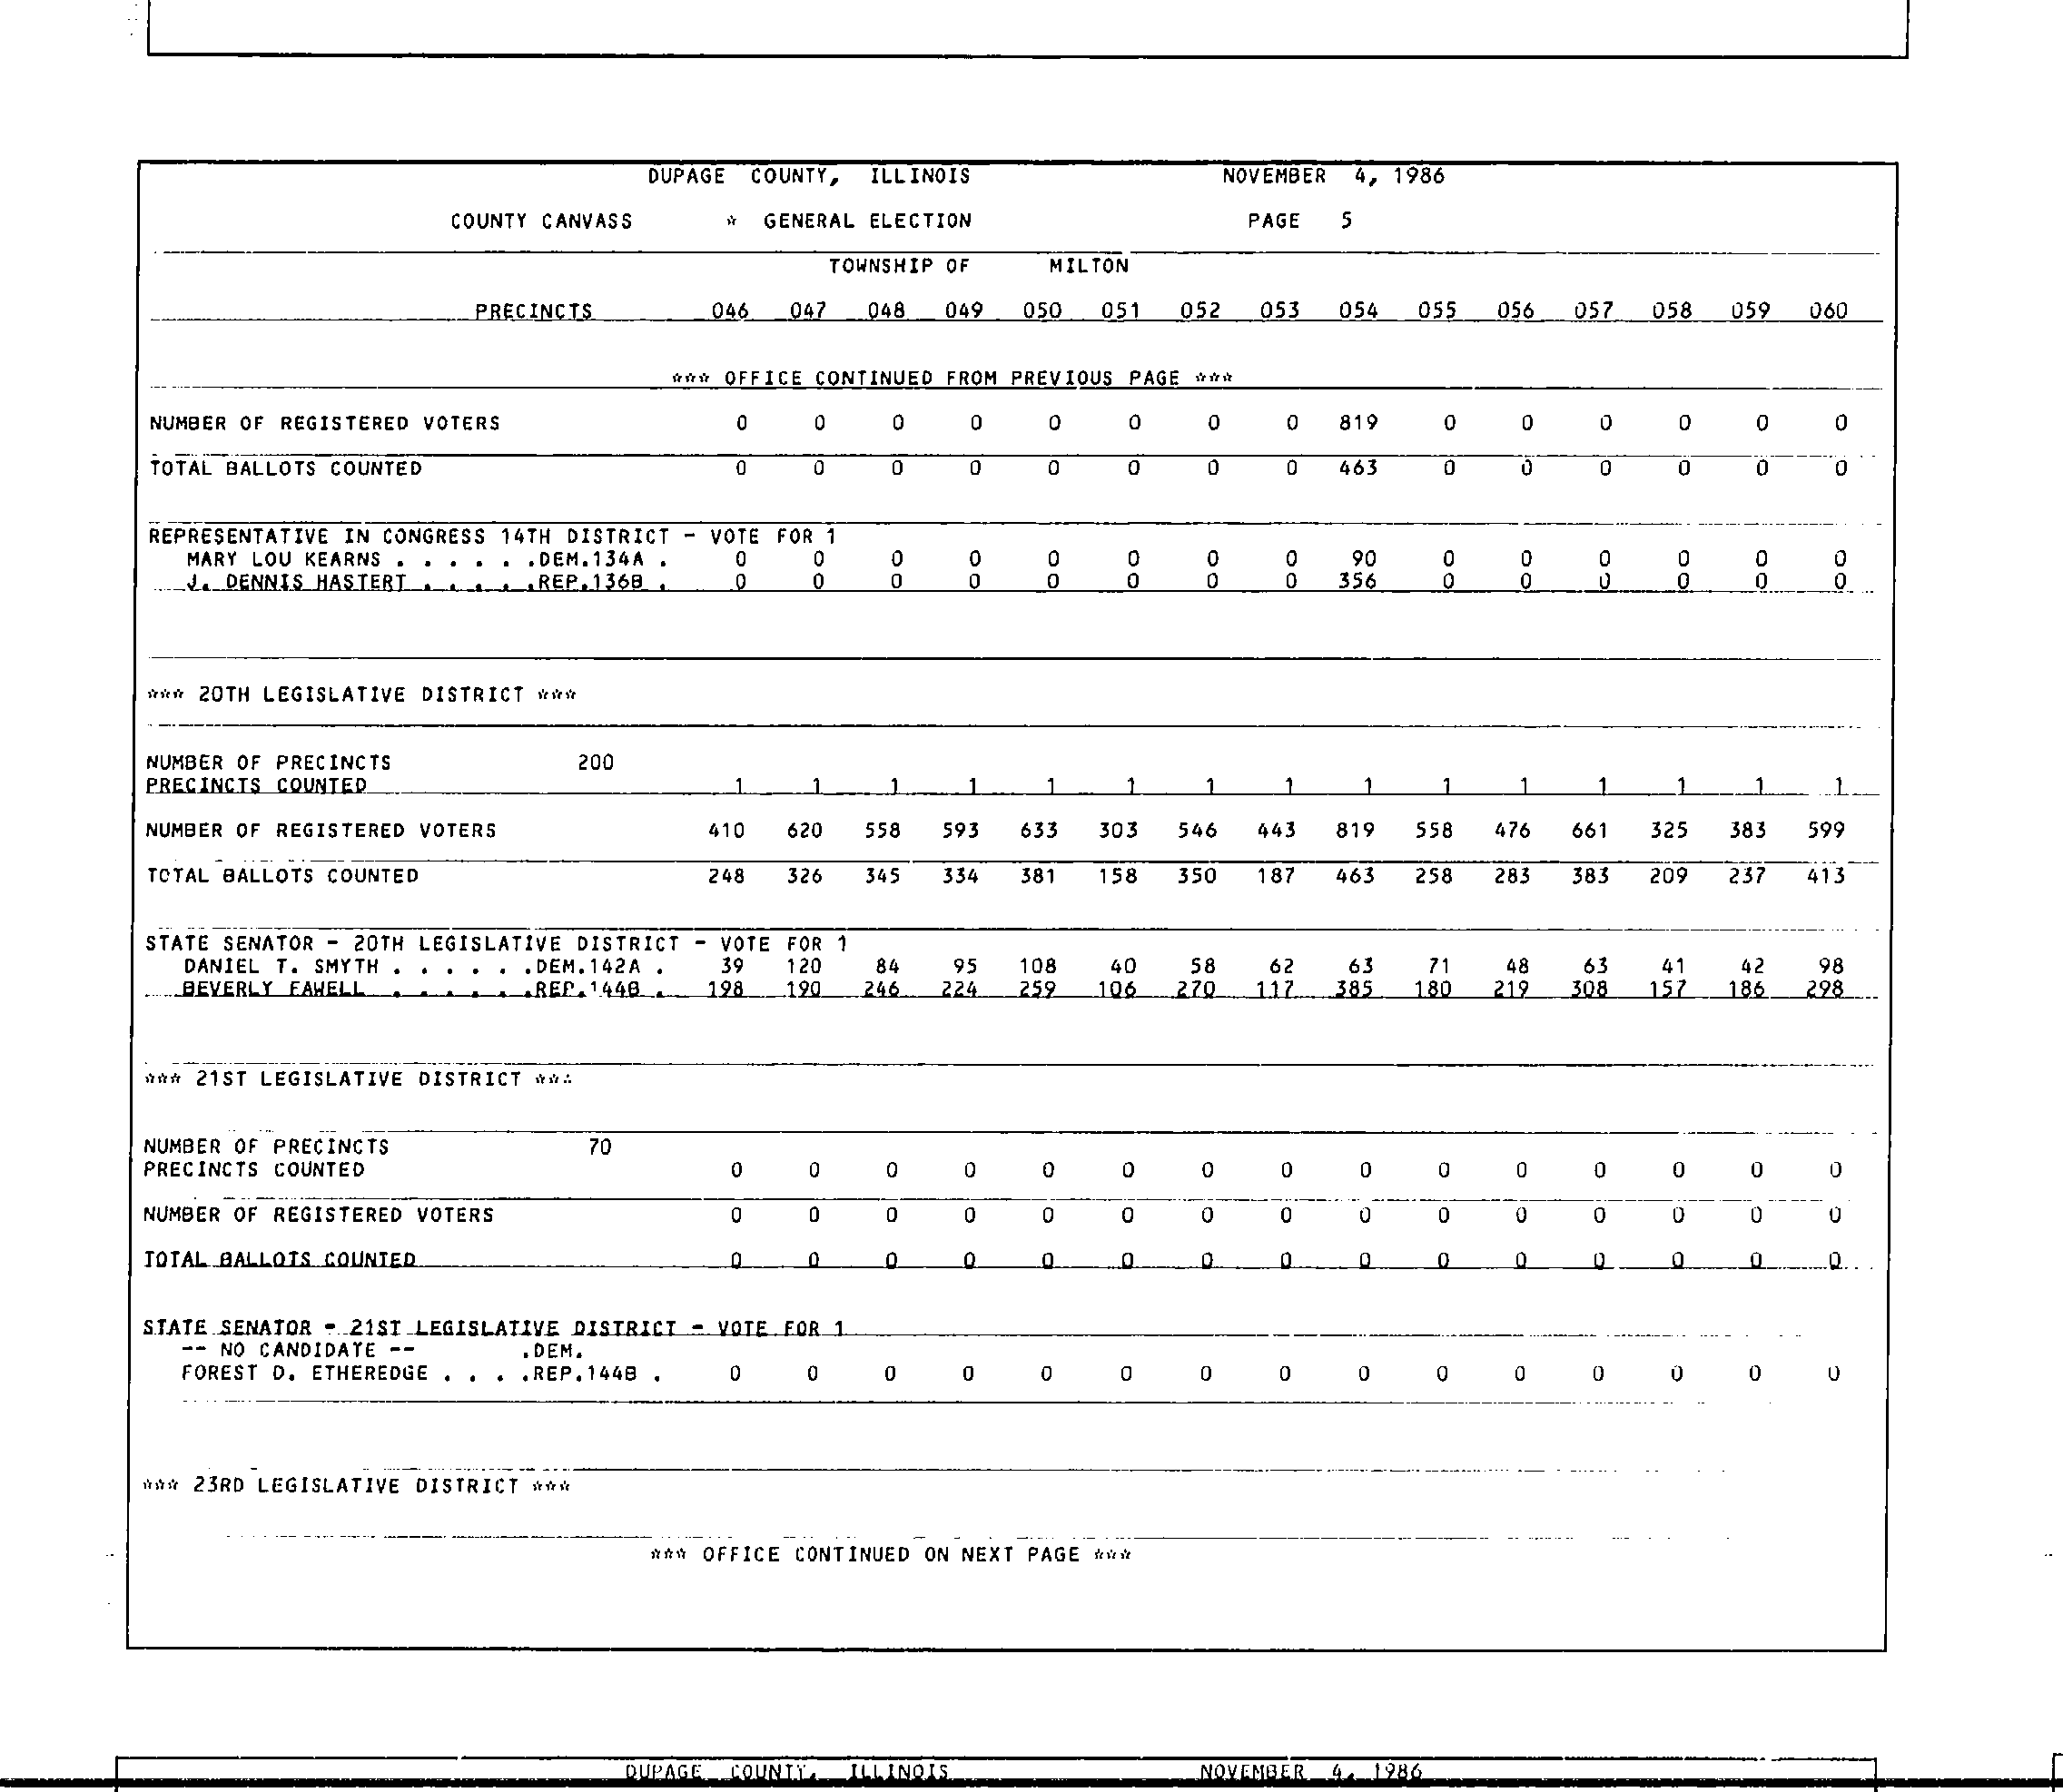 DUPAGE COUNTY, ILLINOIS NOVEMBER 4, 1986
COUNTY CANVASS * GENERAL ELECTION PAGE 5
TOWNSHIP OF MILTON
PRECINCTS 046 047 048 049 050 051 052 053 054 055 056 057 058 059 060
*** OFFICE CONTINUED FROM PREVIOUS PAGE ***
NUMBER OF REGISTERED VOTERS 0 0 0 0 0 0 0 0 819 0 0 0 0 0 0
TOTAL BALLOTS COUNTED 0 0 0 0 0 0 0 0 463 0 0 0 0 0 0
REPRESENTATIVE IN CONGRESS 14TH DISTRICT - VOTE FOR 1
MARY LOU KEARNS . . . . . .DEM.134A . 0 0 0 0 0 0 0 0 90 0 0 0 0 0 0
J. DENNIS HASTERT . . . . .REP.136B . 0 0 0 0 0 0 0 0 356 0 0 0 0 0 0
*** 20TH LEGISLATIVE DISTRICT ***
NUMBER OF PRECINCTS 200
PRECINCTS COUNTED 1 1 1 1 1 1 1 1 1 1 1 1 1 1 1
NUMBER OF REGISTERED VOTERS 410 620 558 593 633 303 546 443 819 558 476 661 325 383 599
TOTAL BALLOTS COUNTED 248 326 345 334 381 158 350 187 463 258 283 383 209 237 413
STATE SENATOR - 20TH LEGISLATIVE DISTRICT - VOTE FOR 1
DANIEL T. SMYTH . . . . . .DEM.142A . 39 120 84 95 108 40 58 62 63 71 48 63 41 42 98
BEVERLY FAWELL . . . . . .REP.144B . 198 190 246 224 259 106 270 117 385 180 219 308 157 186 298
*** 21ST LEGISLATIVE DISTRICT ***
NUMBER OF PRECINCTS 70
PRECINCTS COUNTED 0 0 0 0 0 0 0 0 0 0 0 0 0 0 0
NUMBER OF REGISTERED VOTERS 0 0 0 0 0 0 0 0 0 0 0 0 0 0 0
TOTAL BALLOTS COUNTED 0 0 0 0 0 0 0 0 0 0 0 0 0 0 0
STATE SENATOR - 21ST LEGISLATIVE DISTRICT - VOTE FOR 1
-- NO CANDIDATE -- .DEM.
FOREST D. ETHEREDGE . . . .REP.144B . 0 0 0 0 0 0 0 0 0 0 0 0 0 0 0
*** 23RD LEGISLATIVE DISTRICT ***
*** OFFICE CONTINUED ON NEXT PAGE ***
DUPAGE COUNTY, ILLINOIS NOVEMBER 4, 1986